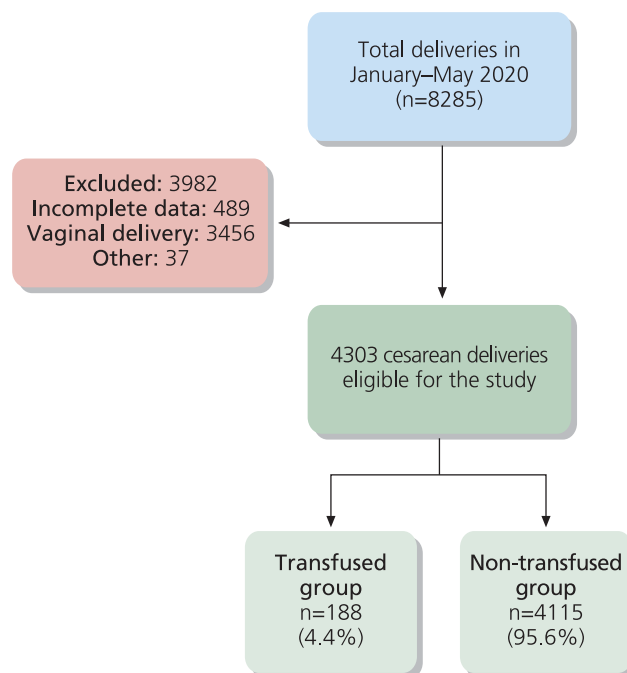 Total deliveries in
January–May 2020
(n=8285)
Excluded: 3982
Incomplete data: 489
Vaginal delivery: 3456
Other: 37
4303 cesarean deliveries
eligible for the study
Transfused
group
n=188
(4.4%)
Non-transfused
group
n=4115
(95.6%)